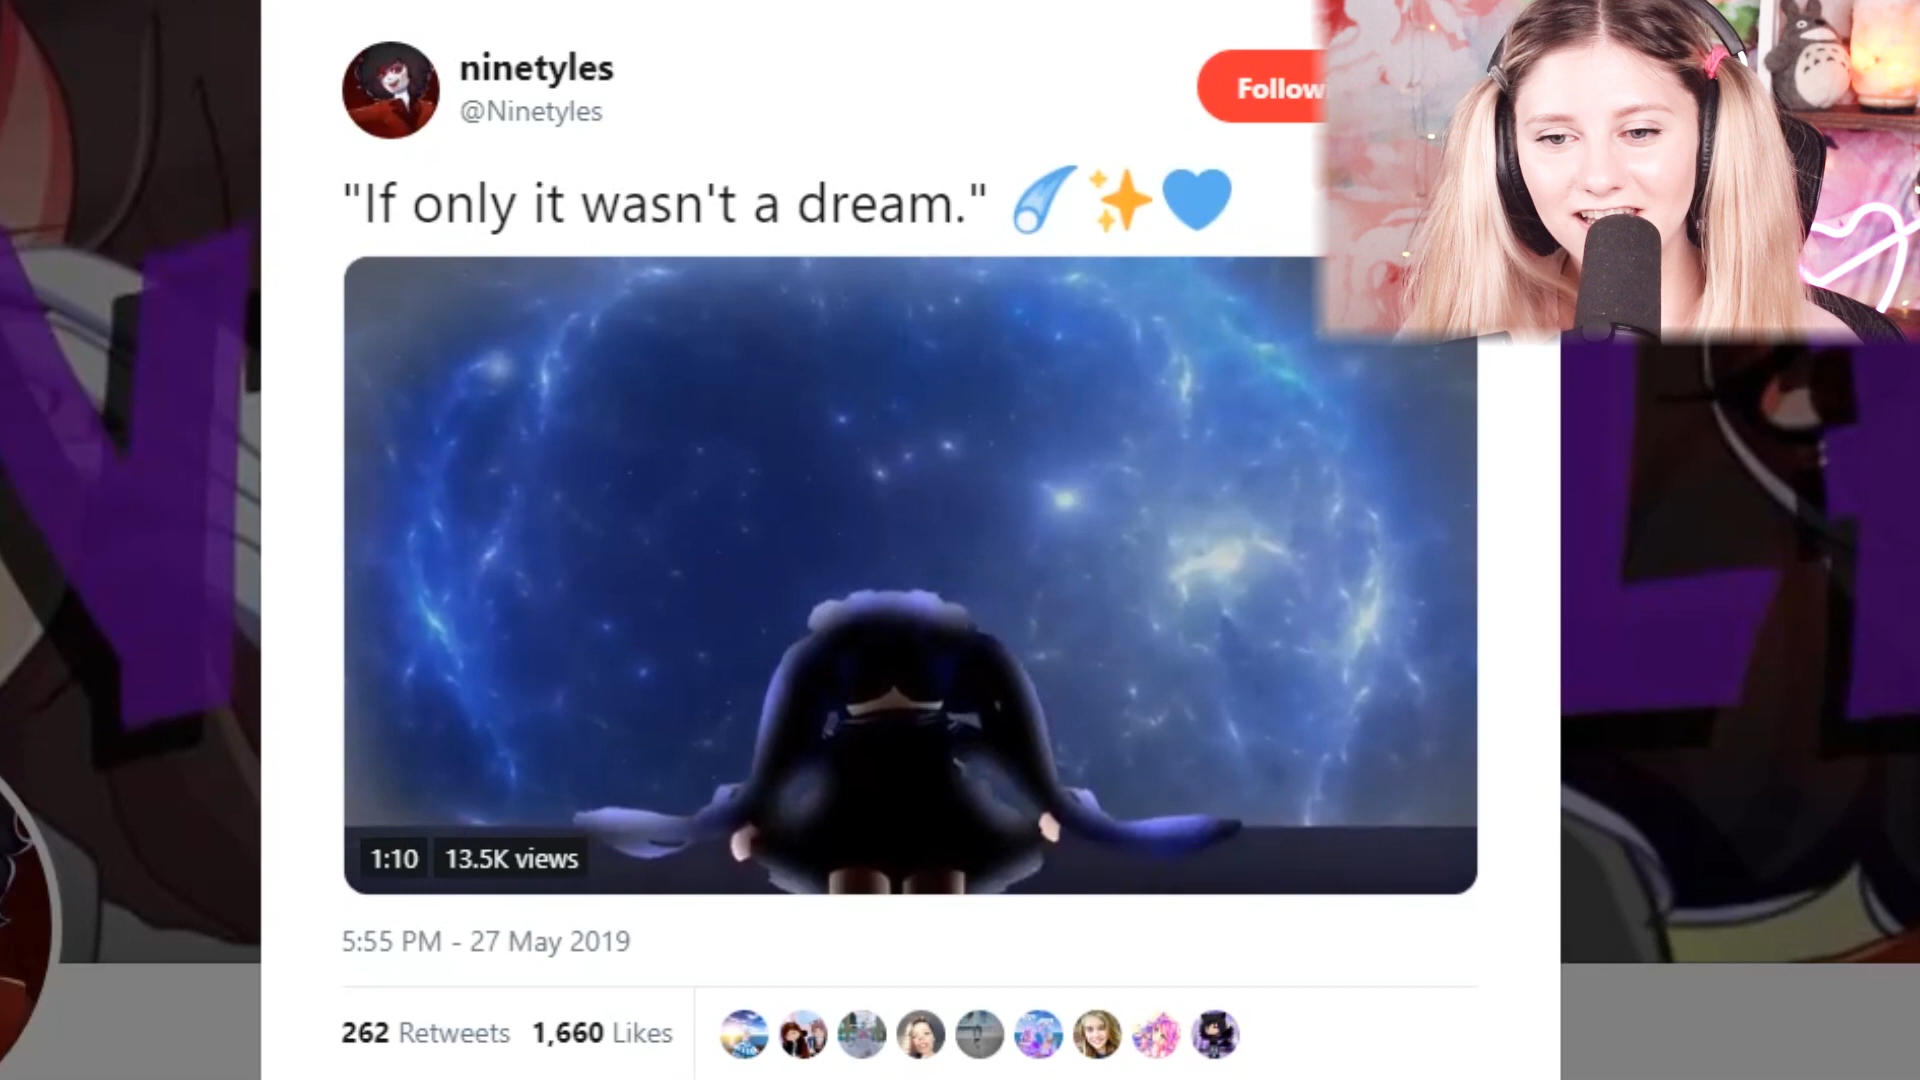 ninetyles
@Ninetyles
Follow
"If only it wasn't a dream." ☄️✨💙
1:10 13.5K views
5:55 PM - 27 May 2019
262 Retweets 1,660 Likes